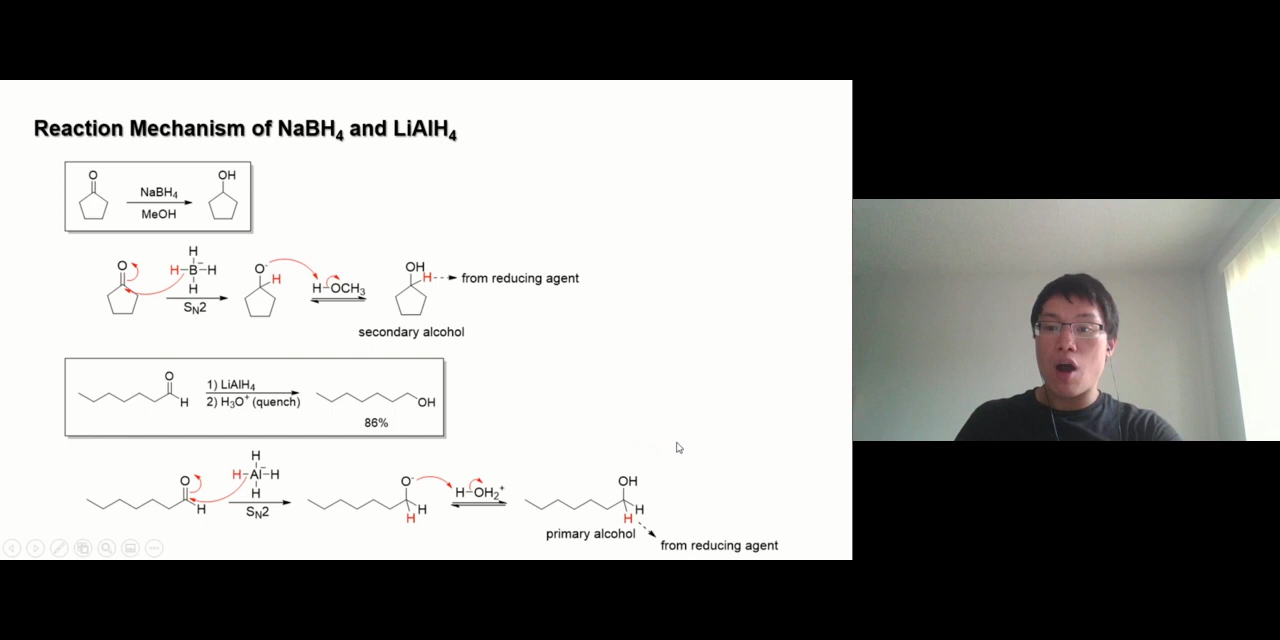 Reaction Mechanism of NaBH₄ and LiAlH₄
O
NaBH₄
MeOH
OH
O
H
H-B⁻-H
H
SN2
O⁻
H
H-OCH₃
OH
H
from reducing agent
secondary alcohol
O
H
1) LiAlH₄
2) H₃O⁺ (quench)
OH
86%
O
H
H
H-Al⁻-H
H
SN2
O⁻
H
H
H-OH₂⁺
OH
H
H
primary alcohol
from reducing agent